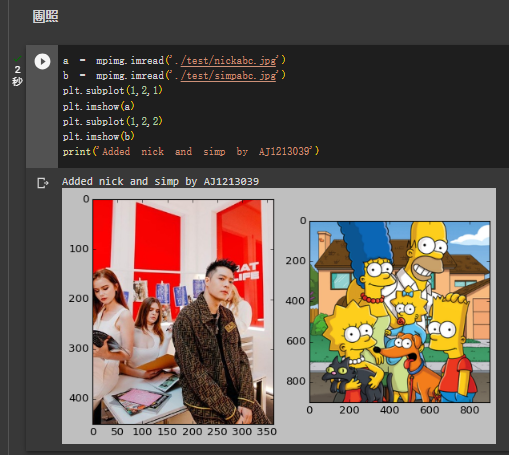 團照
2
秒
a = mpimg.imread('./test/nickabc.jpg')
b = mpimg.imread('./test/simpabc.jpg')
plt.subplot(1,2,1)
plt.imshow(a)
plt.subplot(1,2,2)
plt.imshow(b)
print('Added nick and simp by AJ1213039')
Added nick and simp by AJ1213039
0
100
200
300
400
0 50 100 150 200 250 300 350
LIFE
0
200
400
600
800
0 200 400 600 800